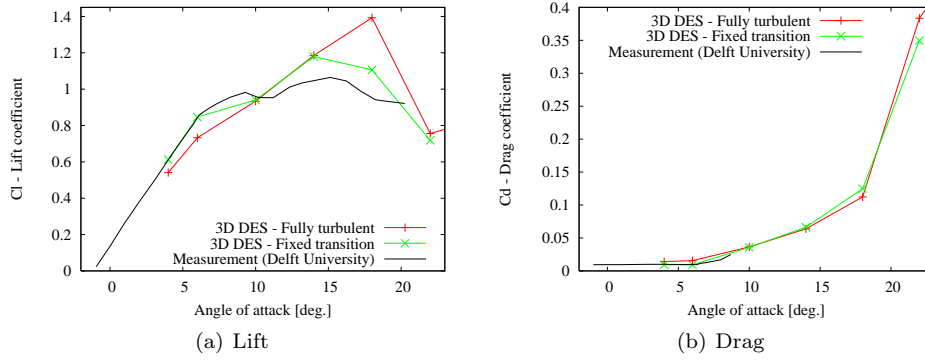 1.4
1.2
1
0.8
0.6
0.4
0.2
0
Cl - Lift coefficient
3D DES - Fully turbulent
3D DES - Fixed transition
Measurement (Delft University)
0 5 10 15 20
Angle of attack [deg.]
(a) Lift
0.4
0.35
0.3
0.25
0.2
0.15
0.1
0.05
0
Cd - Drag coefficient
3D DES - Fully turbulent
3D DES - Fixed transition
Measurement (Delft University)
0 5 10 15 20
Angle of attack [deg.]
(b) Drag